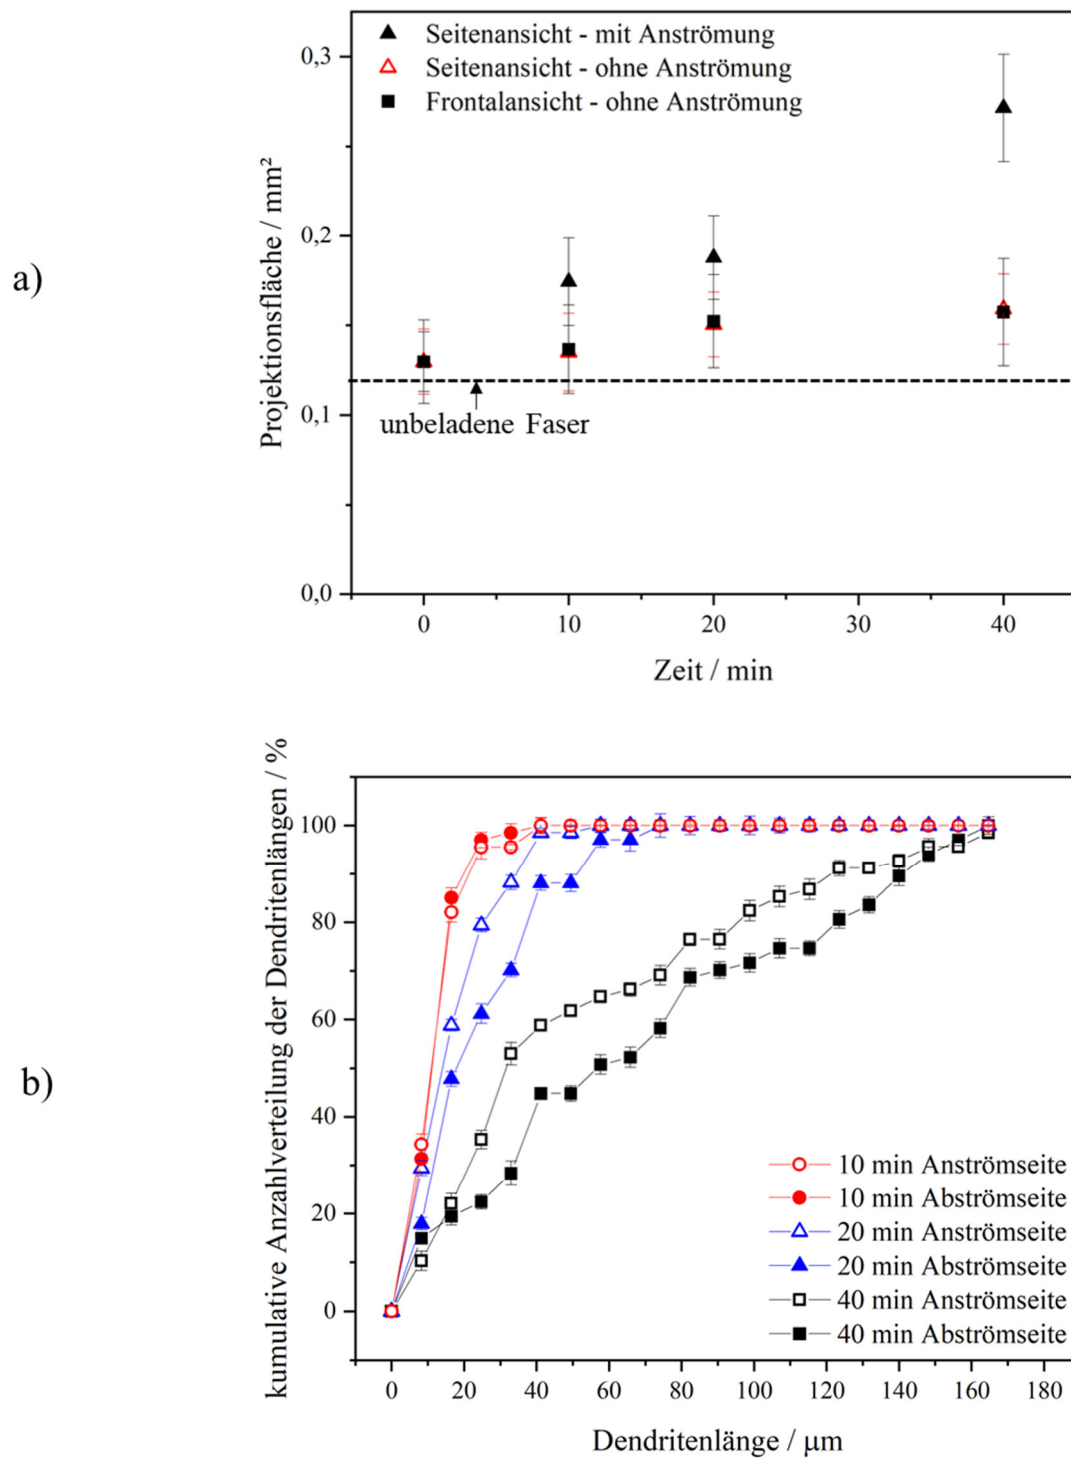 a)
Seitenansicht - mit Anströmung
Seitenansicht - ohne Anströmung
Frontalansicht - ohne Anströmung
Projektionsfläche / mm²
0,3
0,2
0,1
0,0
unbeladene Faser
0 10 20 30 40
Zeit / min
b)
kumulative Anzahlverteilung der Dendritenlängen / %
100
80
60
40
20
0
10 min Anströmseite
10 min Abströmseite
20 min Anströmseite
20 min Abströmseite
40 min Anströmseite
40 min Abströmseite
0 20 40 60 80 100 120 140 160 180
Dendritenlänge / μm